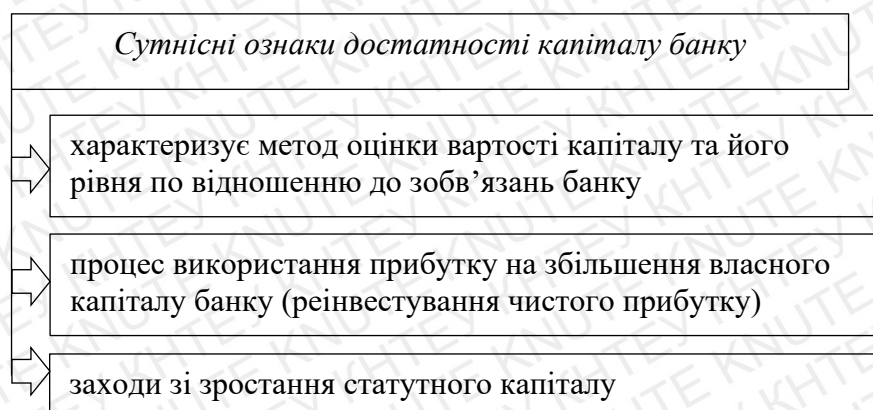 Сутнісні ознаки достатності капіталу банку
характеризує метод оцінки вартості капіталу та його
рівня по відношенню до зобв’язань банку
процес використання прибутку на збільшення власного
капіталу банку (реінвестування чистого прибутку)
заходи зі зростання статутного капіталу